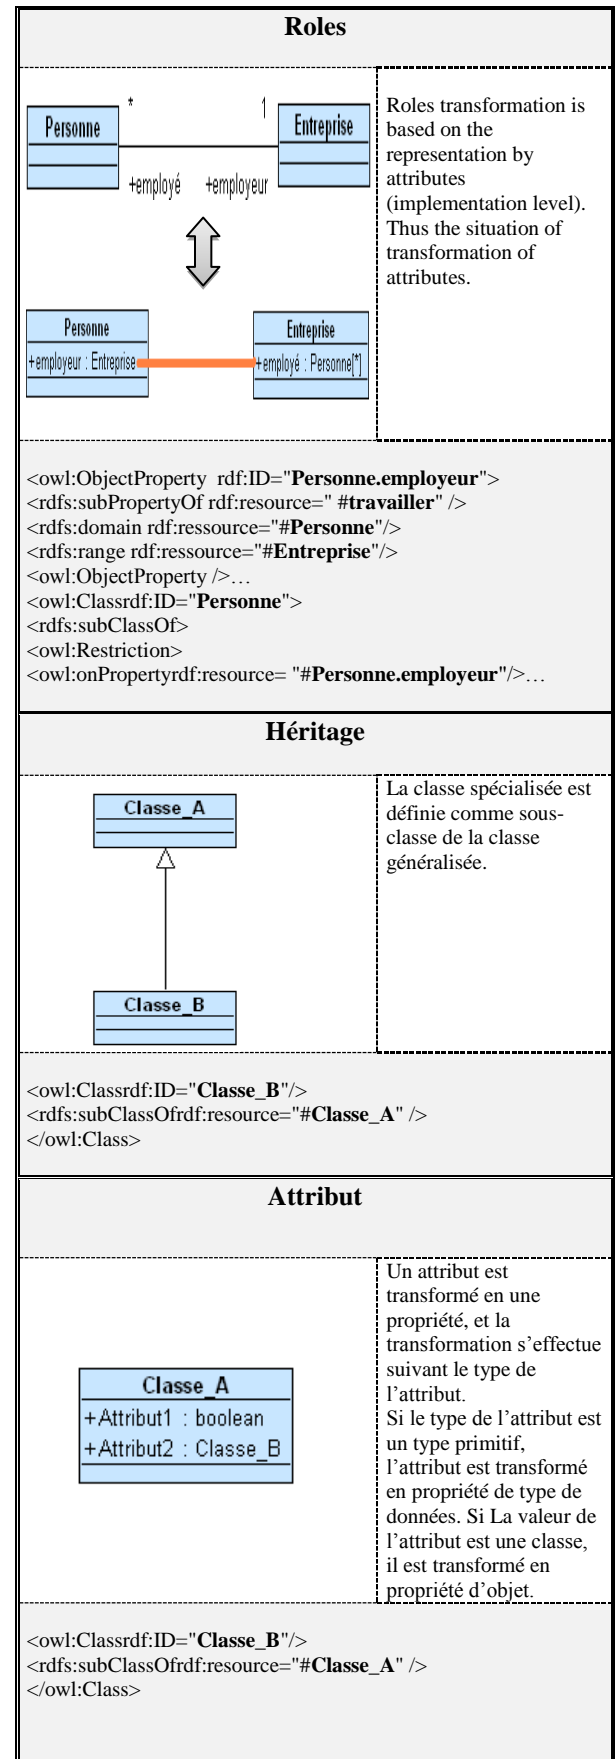 Roles
Personne
*
1
Entreprise
+employé
+employeur
Personne
+employeur : Entreprise
Entreprise
+employé : Personne[*]
Roles transformation is
based on the
representation by
attributes
(implementation level).
Thus the situation of
transformation of
attributes.
<owl:ObjectProperty rdf:ID="Personne.employeur">
<rdfs:subPropertyOf rdf:resource=" #travailler" />
<rdfs:domain rdf:ressource="#Personne"/>
<rdfs:range rdf:ressource="#Entreprise"/>
<owl:ObjectProperty />…
<owl:Classrdf:ID="Personne">
<rdfs:subClassOf>
<owl:Restriction>
<owl:onPropertyrdf:resource= "#Personne.employeur"/>…
Héritage
Classe_A
Classe_B
La classe spécialisée est
définie comme sous-
classe de la classe
généralisée.
<owl:Classrdf:ID="Classe_B"/>
<rdfs:subClassOfrdf:resource="#Classe_A" />
</owl:Class>
Attribut
Classe_A
+Attribut1 : boolean
+Attribut2 : Classe_B
Un attribut est
transformé en une
propriété, et la
transformation s’effectue
suivant le type de
l’attribut.
Si le type de l’attribut est
un type primitif,
l’attribut est transformé
en propriété de type de
données. Si La valeur de
l’attribut est une classe,
il est transformé en
propriété d’objet.
<owl:Classrdf:ID="Classe_B"/>
<rdfs:subClassOfrdf:resource="#Classe_A" />
</owl:Class>